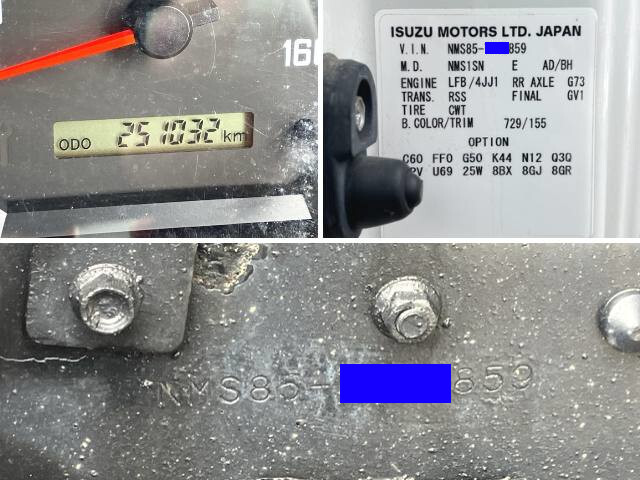 160
ODO 251032 km
ISUZU MOTORS LTD. JAPAN
V.I.N. NMS85- 859
M.D. NMS1SN E AD/BH
ENGINE LFB/4JJ1 RR AXLE G73
TRANS. RSS FINAL GV1
TIRE CWT
B.COLOR/TRIM 729/155
OPTION
C60 FF0 G50 K44 N12 Q3Q
PV U69 25W 8BX 8GJ 8GR
NMS85- 859